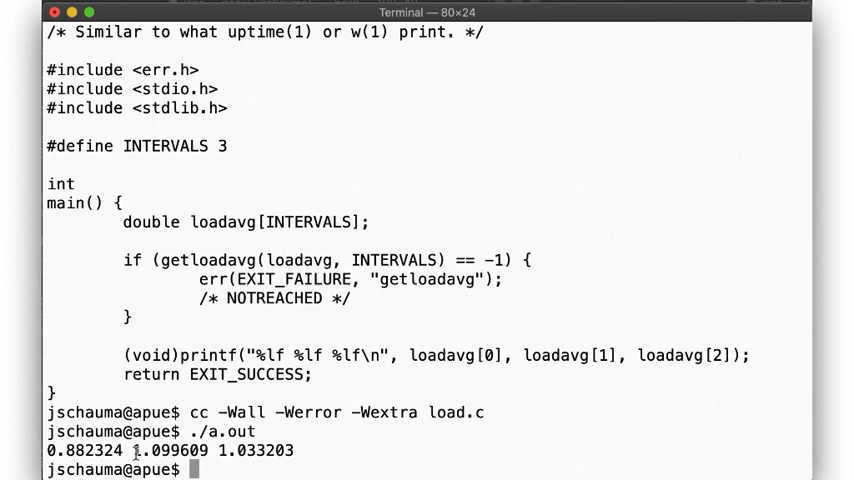 Terminal — 80×24
/* Similar to what uptime(1) or w(1) print. */
#include <err.h>
#include <stdio.h>
#include <stdlib.h>
#define INTERVALS 3
int
main() {
        double loadavg[INTERVALS];
        if (getloadavg(loadavg, INTERVALS) == -1) {
                err(EXIT_FAILURE, "getloadavg");
                /* NOTREACHED */
        }
        (void)printf("%lf %lf %lf\n", loadavg[0], loadavg[1], loadavg[2]);
        return EXIT_SUCCESS;
}
jschauma@apue$ cc -Wall -Werror -Wextra load.c
jschauma@apue$ ./a.out
0.882324 1.099609 1.033203
jschauma@apue$